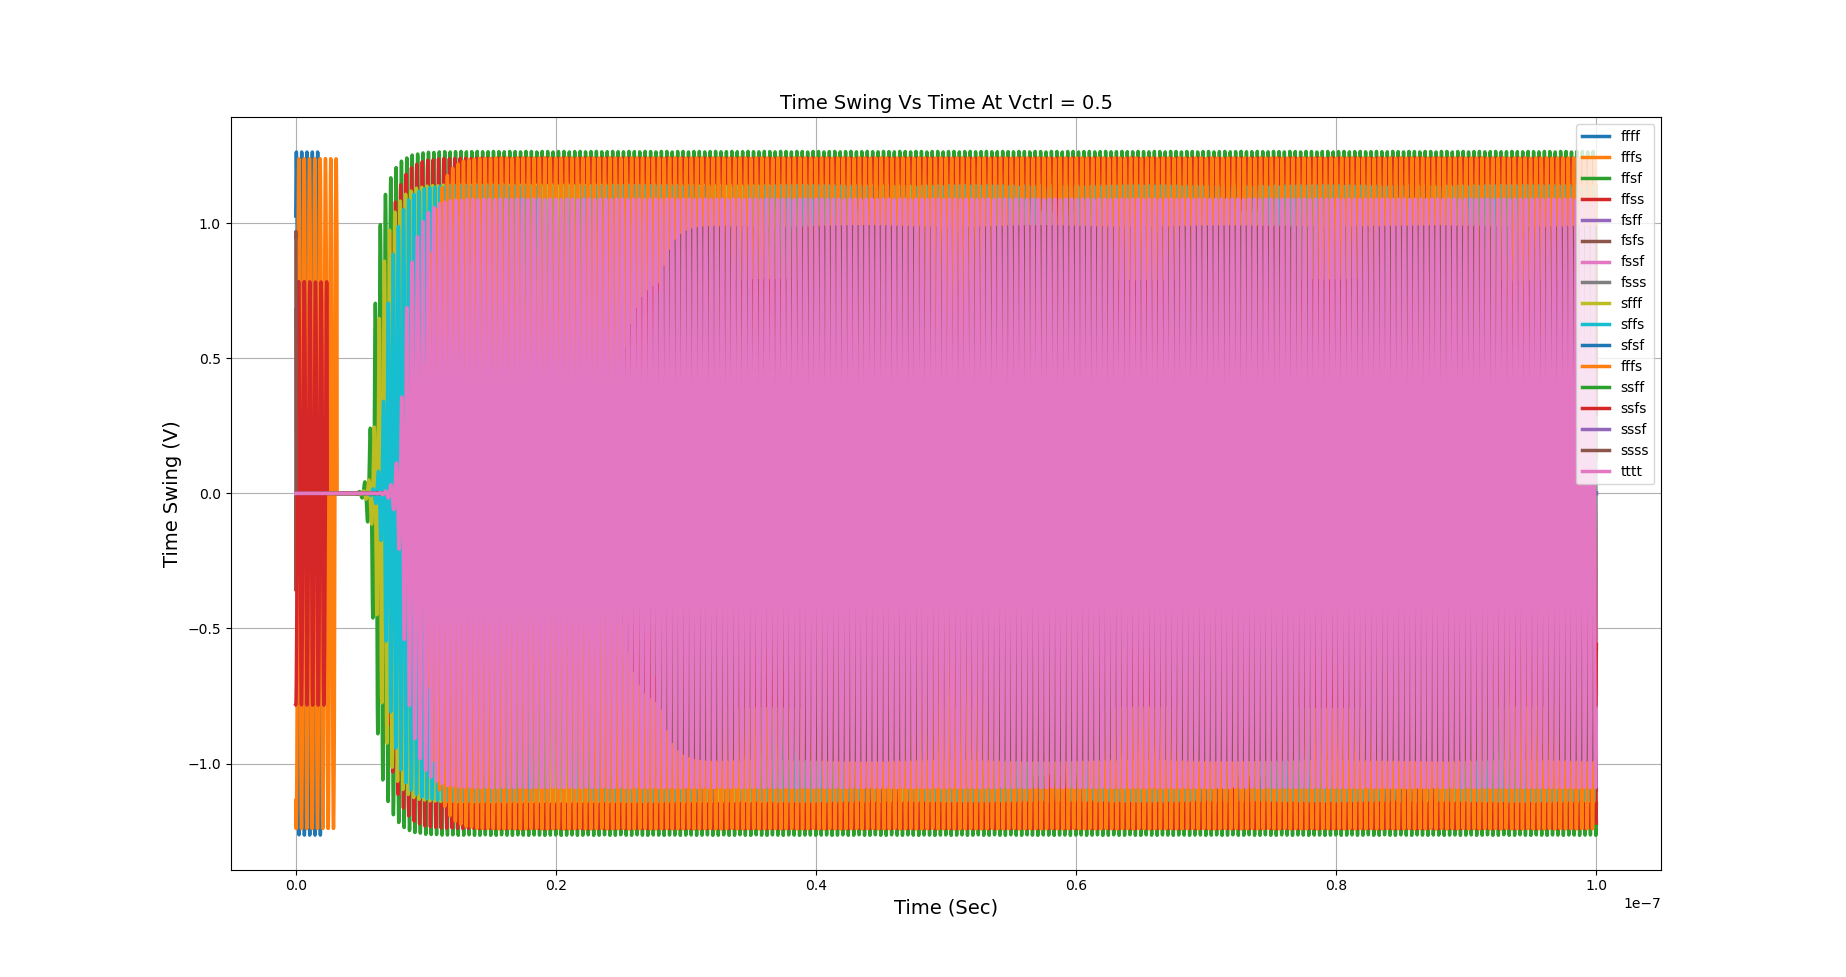 Time Swing Vs Time At Vctrl = 0.5
Time Swing (V)
1.0
0.5
0.0
−0.5
−1.0
0.0
0.2
0.4
0.6
0.8
1.0
1e−7
Time (Sec)
ffff
fffs
ffsf
ffss
fsff
fsfs
fssf
fsss
sfff
sffs
sfsf
fffs
ssff
ssfs
sssf
ssss
tttt